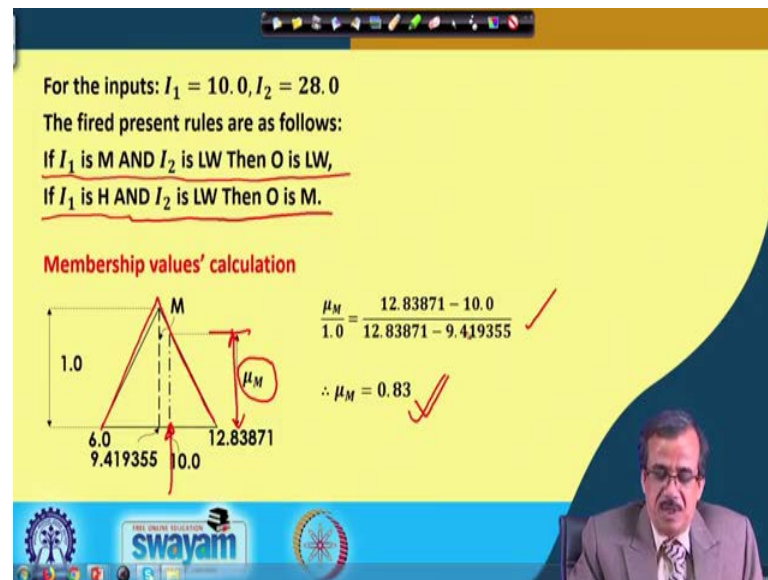 For the inputs: I₁ = 10.0, I₂ = 28.0
The fired present rules are as follows:
If I₁ is M AND I₂ is LW Then O is LW,
If I₁ is H AND I₂ is LW Then O is M.
Membership values' calculation
M
1.0
μM
6.0
12.83871
9.419355
10.0
μM / 1.0 = (12.83871 − 10.0) / (12.83871 − 9.419355)
∴ μM = 0.83
FREE ONLINE EDUCATION
swayam